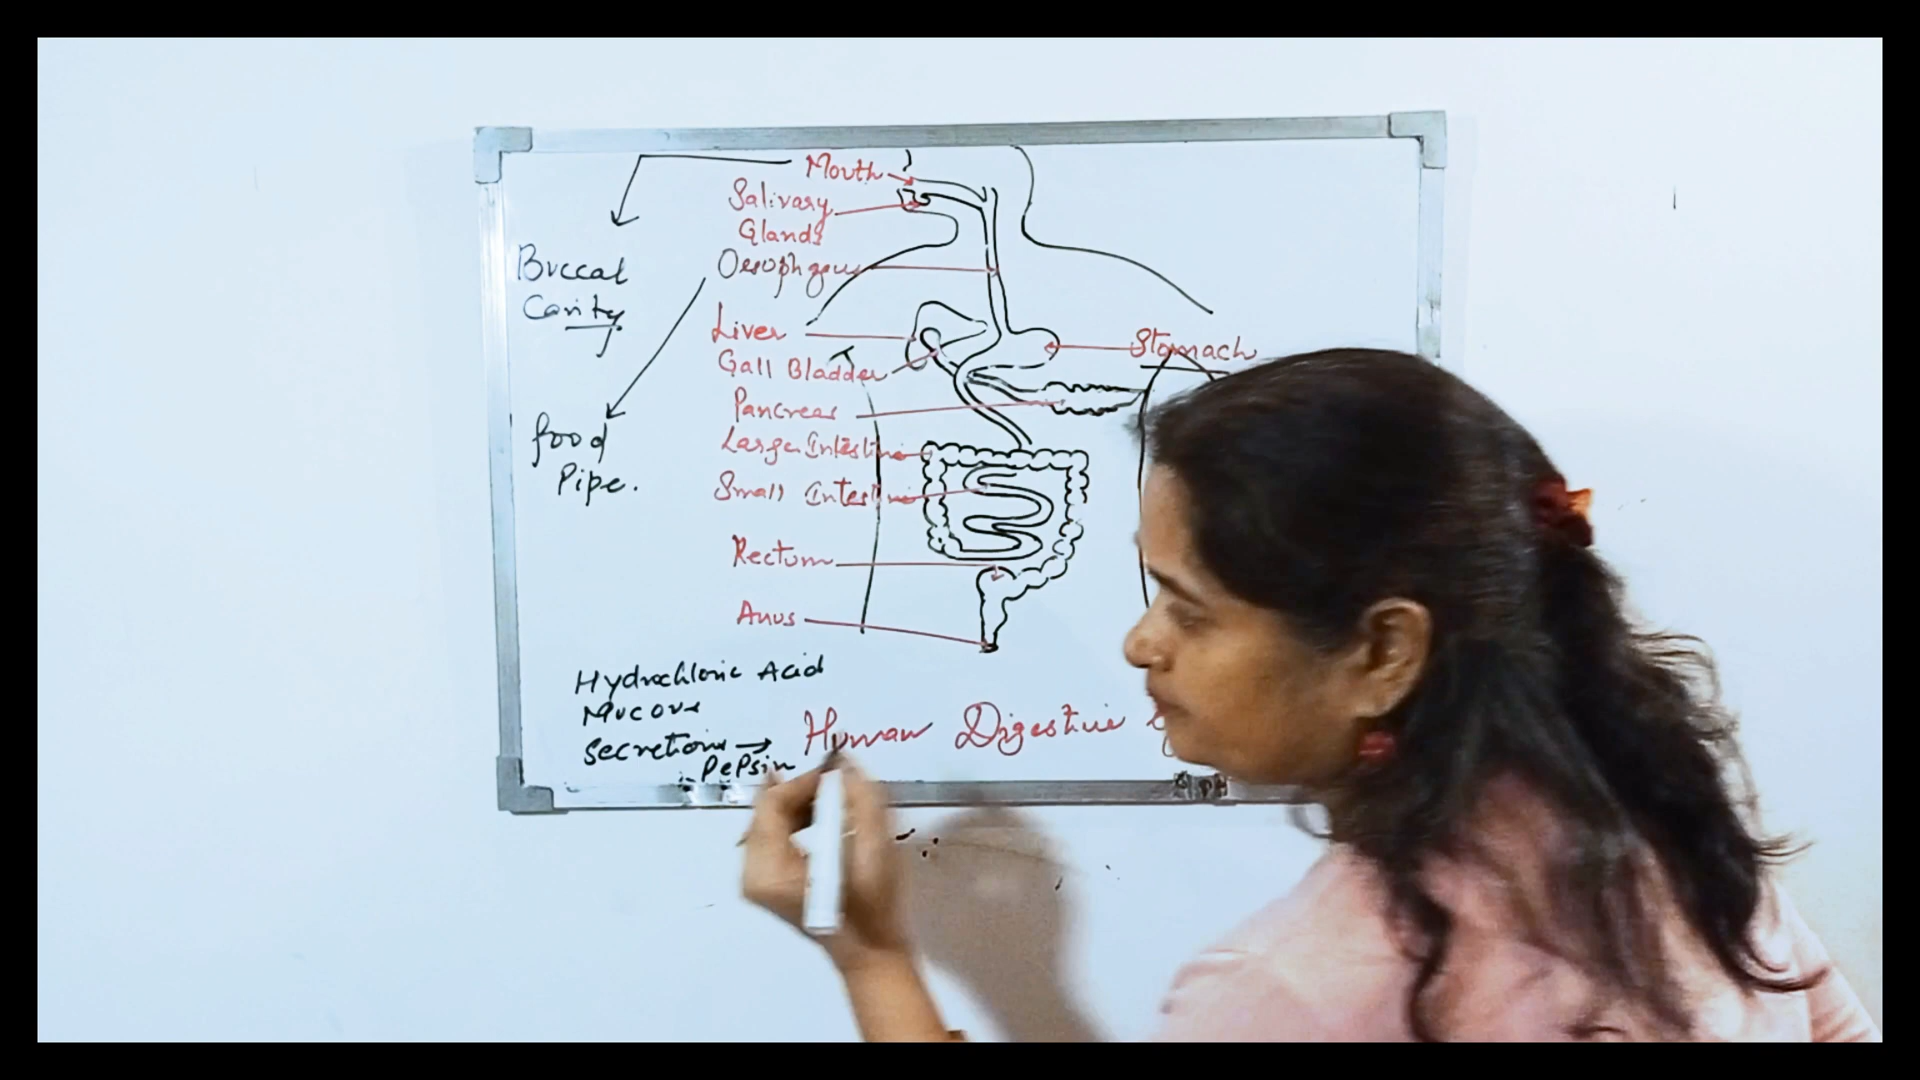 Mouth
Salivary
Glands
Oesophgeus
Buccal
Cavity
Liver
Gall Bladder
Stomach
Pancreas
food
Pipe.
Large Intestine
Small Intestine
Rectum
Anus
Hydrochloric Acid
Mucous
Secretions →
Pepsin
Human Digestive